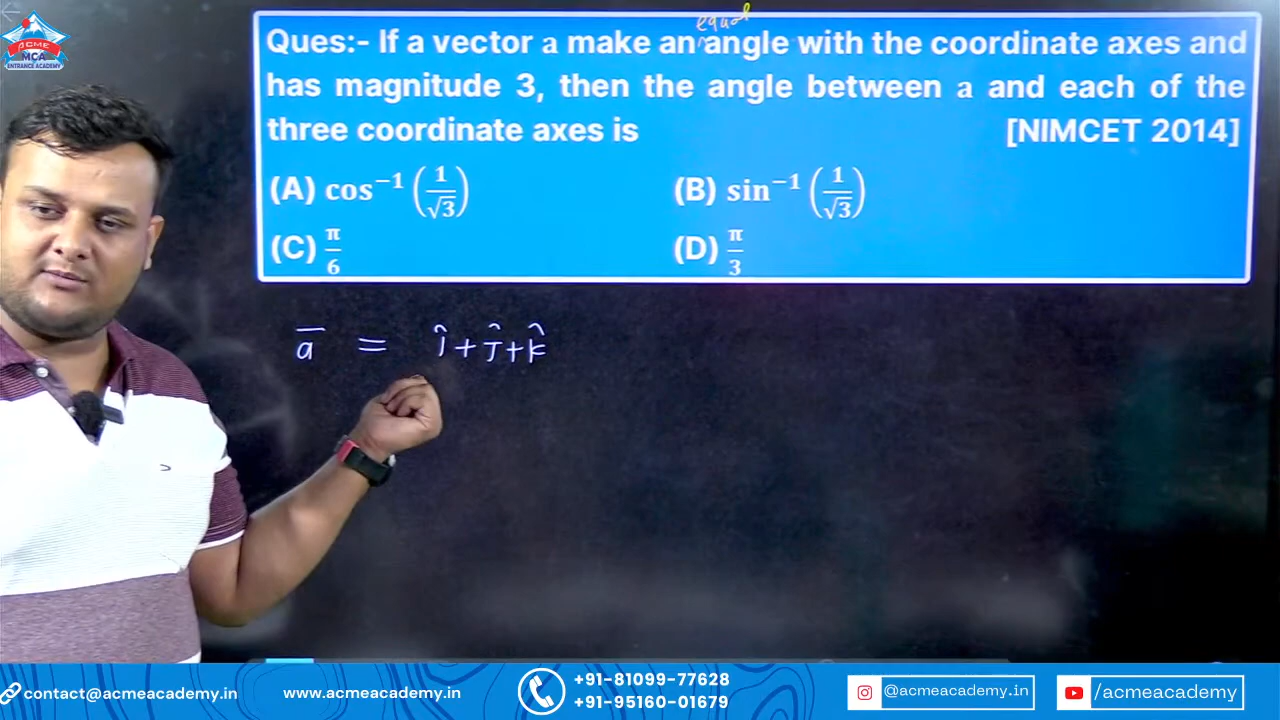 ACME
MCA
ENTRANCE ACADEMY
equal
Ques:- If a vector a make an angle with the coordinate axes and
has magnitude 3, then the angle between a and each of the
three coordinate axes is [NIMCET 2014]
(A) cos⁻¹ (1/√3) (B) sin⁻¹ (1/√3)
(C) π/6 (D) π/3
a̅ = î + ĵ + k̂
contact@acmeacademy.in www.acmeacademy.in +91-81099-77628 @acmeacademy.in /acmeacademy
+91-95160-01679